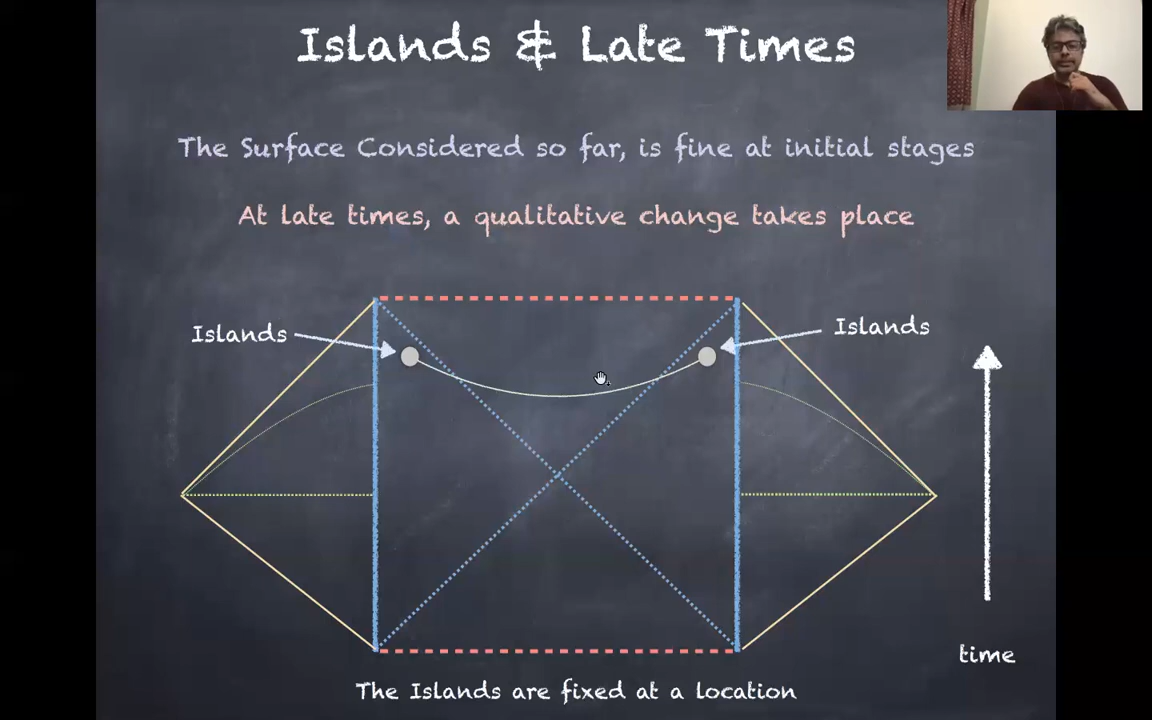 Islands & Late Times
The Surface Considered so far, is fine at initial stages
At late times, a qualitative change takes place
Islands
Islands
time
The Islands are fixed at a location